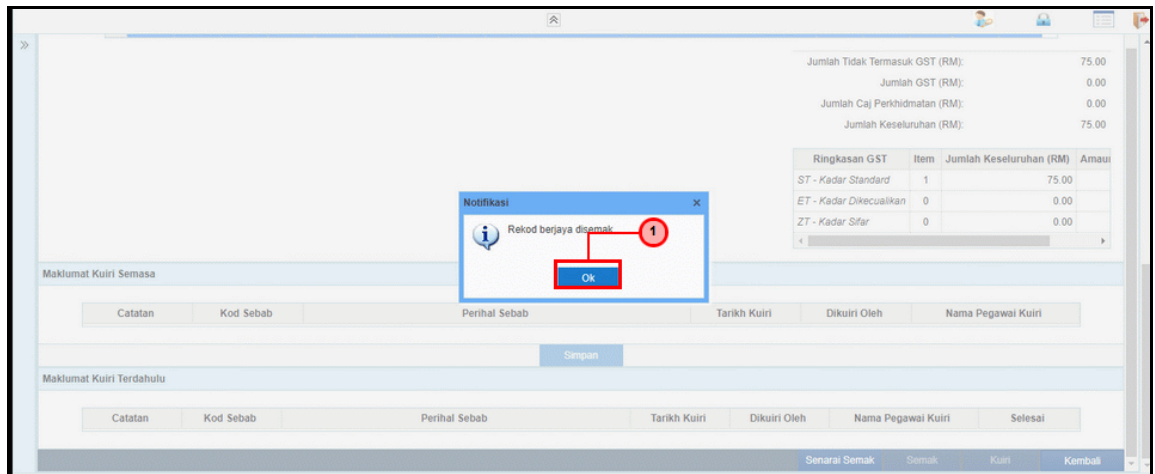 Jumlah Tidak Termasuk GST (RM): 75.00
Jumlah GST (RM): 0.00
Jumlah Caj Perkhidmatan (RM): 0.00
Jumlah Keseluruhan (RM): 75.00
Ringkasan GST Item Jumlah Keseluruhan (RM) Amaun
ST - Kadar Standard 1 75.00
ET - Kadar Dikecualikan 0 0.00
ZT - Kadar Sifar 0 0.00
Notifikasi x
Rekod berjaya disemak 1
Ok
Maklumat Kuiri Semasa
Catatan Kod Sebab Perihal Sebab Tarikh Kuiri Dikuiri Oleh Nama Pegawai Kuiri
Simpan
Maklumat Kuiri Terdahulu
Catatan Kod Sebab Perihal Sebab Tarikh Kuiri Dikuiri Oleh Nama Pegawai Kuiri Selesai
Senarai Semak Semak Kuiri Kembali